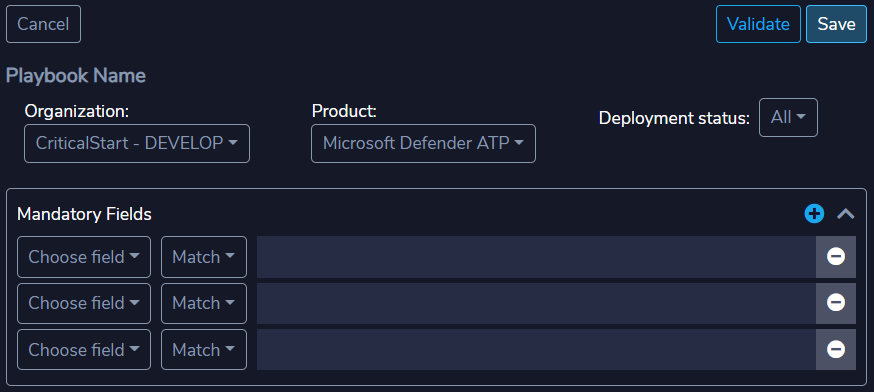 Cancel Validate Save
Playbook Name
Organization: Product: Deployment status: All
CriticalStart - DEVELOP Microsoft Defender ATP
Mandatory Fields
Choose field Match
Choose field Match
Choose field Match